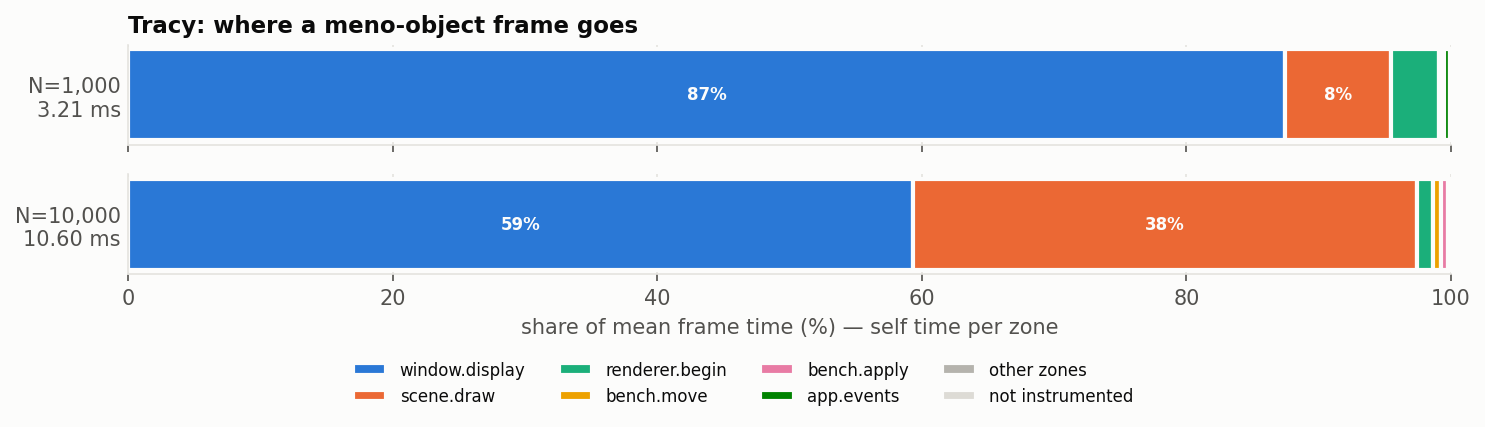 Tracy: where a meno-object frame goes
N=1,000
3.21 ms
87%
8%
N=10,000
10.60 ms
59%
38%
0 20 40 60 80 100
share of mean frame time (%) — self time per zone
window.display renderer.begin bench.apply other zones
scene.draw bench.move app.events not instrumented